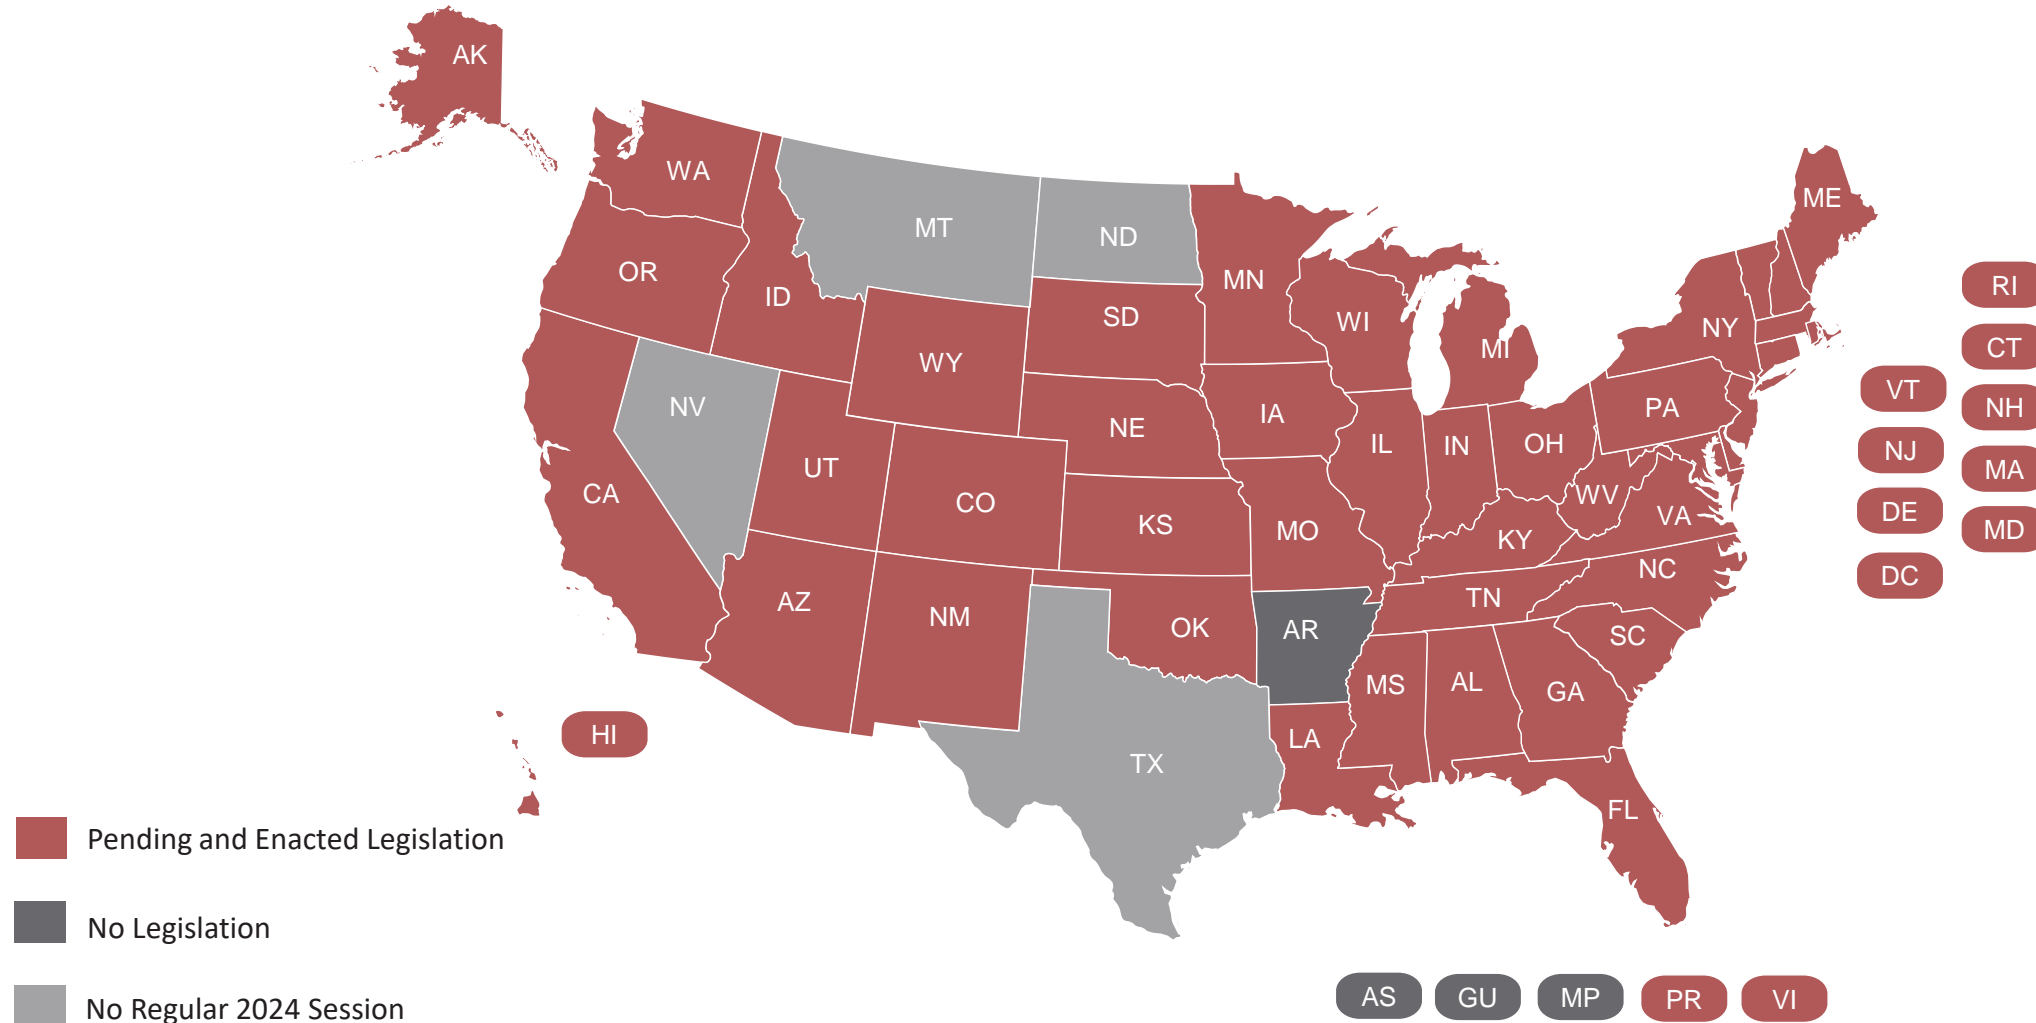 AK
WA
MT
ND
ME
OR
ID
MN
SD
WI
MI
NY
RI
CT
WY
NV
VT
NH
NE
IA
PA
IL
IN
OH
NJ
MA
UT
CO
CA
WV
KS
MO
KY
VA
DE
MD
DC
NC
AZ
NM
TN
OK
AR
SC
MS
AL
GA
HI
LA
TX
FL
Pending and Enacted Legislation
No Legislation
No Regular 2024 Session
AS
GU
MP
PR
VI